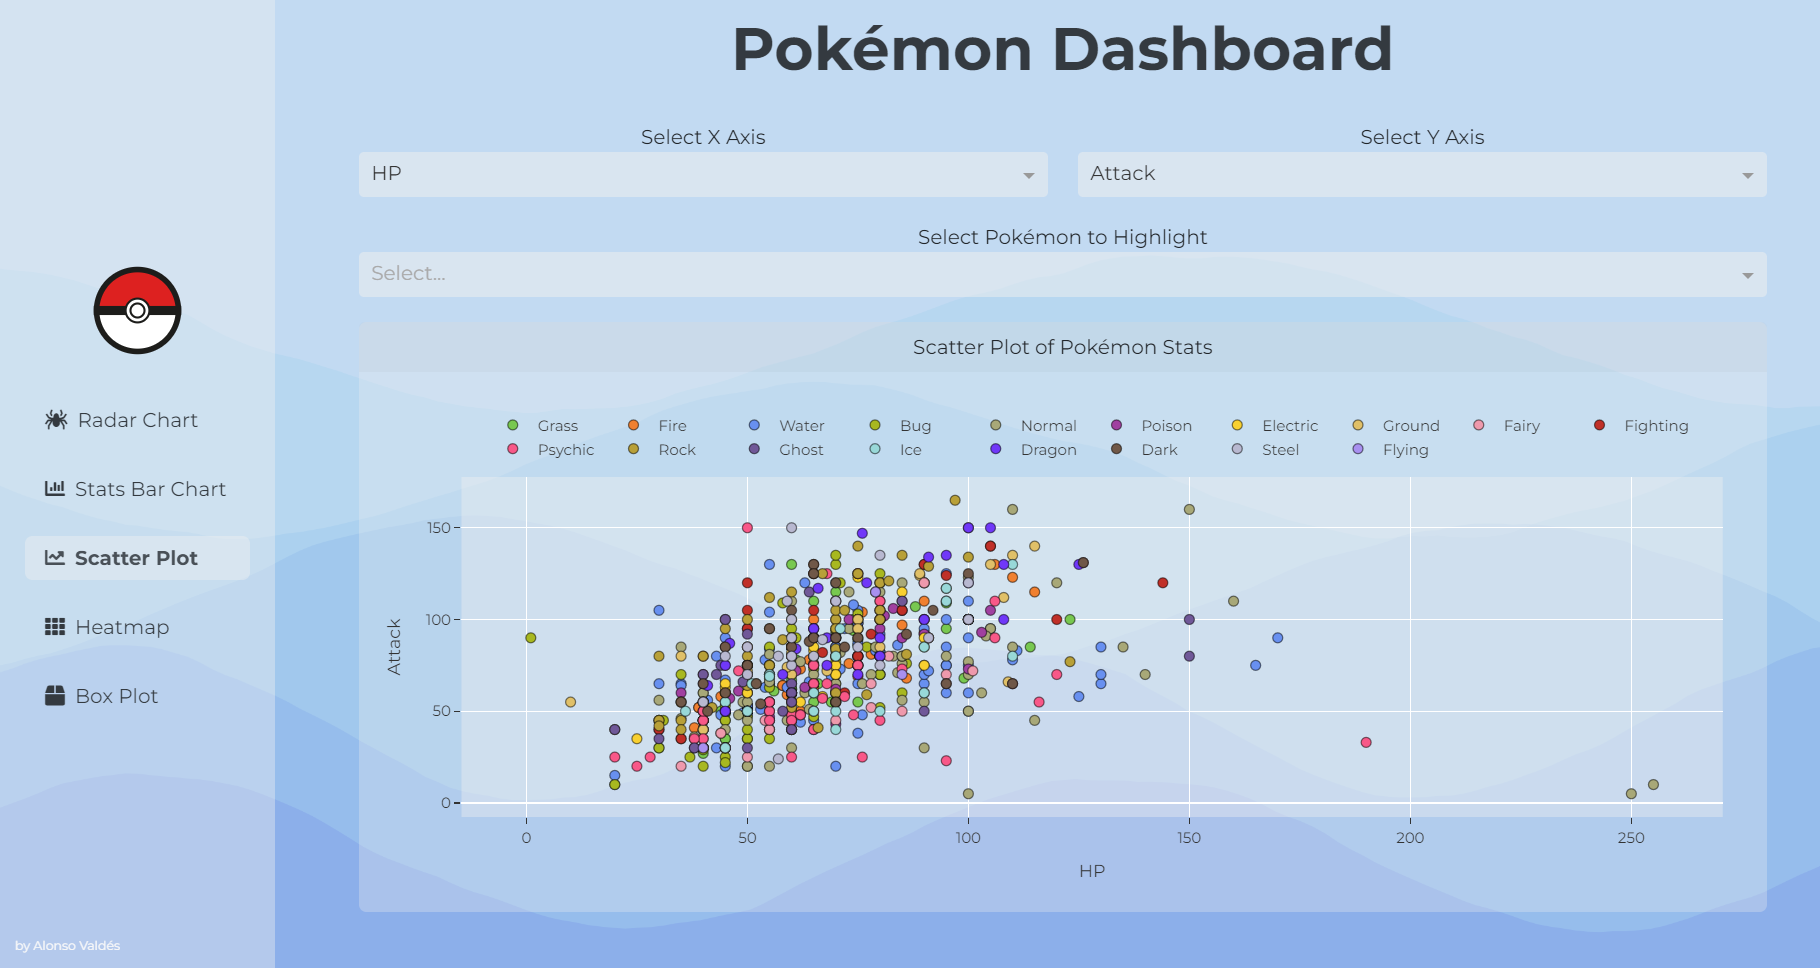 Pokémon Dashboard
Select X Axis
Select Y Axis
HP
Attack
Select Pokémon to Highlight
Select...
Radar Chart
Stats Bar Chart
Scatter Plot
Heatmap
Box Plot
by Alonso Valdés
Scatter Plot of Pokémon Stats
Grass Fire Water Bug Normal Poison Electric Ground Fairy Fighting
Psychic Rock Ghost Ice Dragon Dark Steel Flying
150
100
50
0
Attack
0 50 100 150 200 250
HP